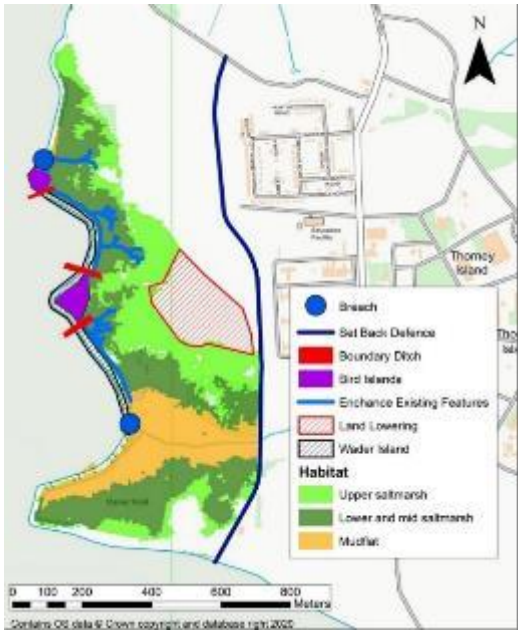 N
Thorney
Island
Breach
Set Back Defence
Boundary Ditch
Bird Islands
Enchance Existing Features
Land Lowering
Wader Island
Habitat
Upper saltmarsh
Lower and mid saltmarsh
Mudflat
0 100 200 400 600 800
Meters
Contains OS data © Crown copyright and database right 2020